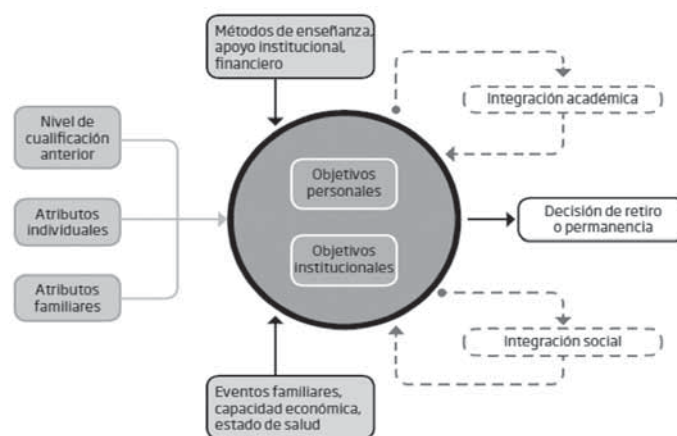 Métodos de enseñanza,
apoyo institucional,
financiero
Integración académica
Nivel de
cualificación
anterior
Objetivos
personales
Atributos
individuales
Decisión de retiro
o permanencia
Objetivos
institucionales
Atributos
familiares
Integración social
Eventos familiares,
capacidad económica,
estado de salud